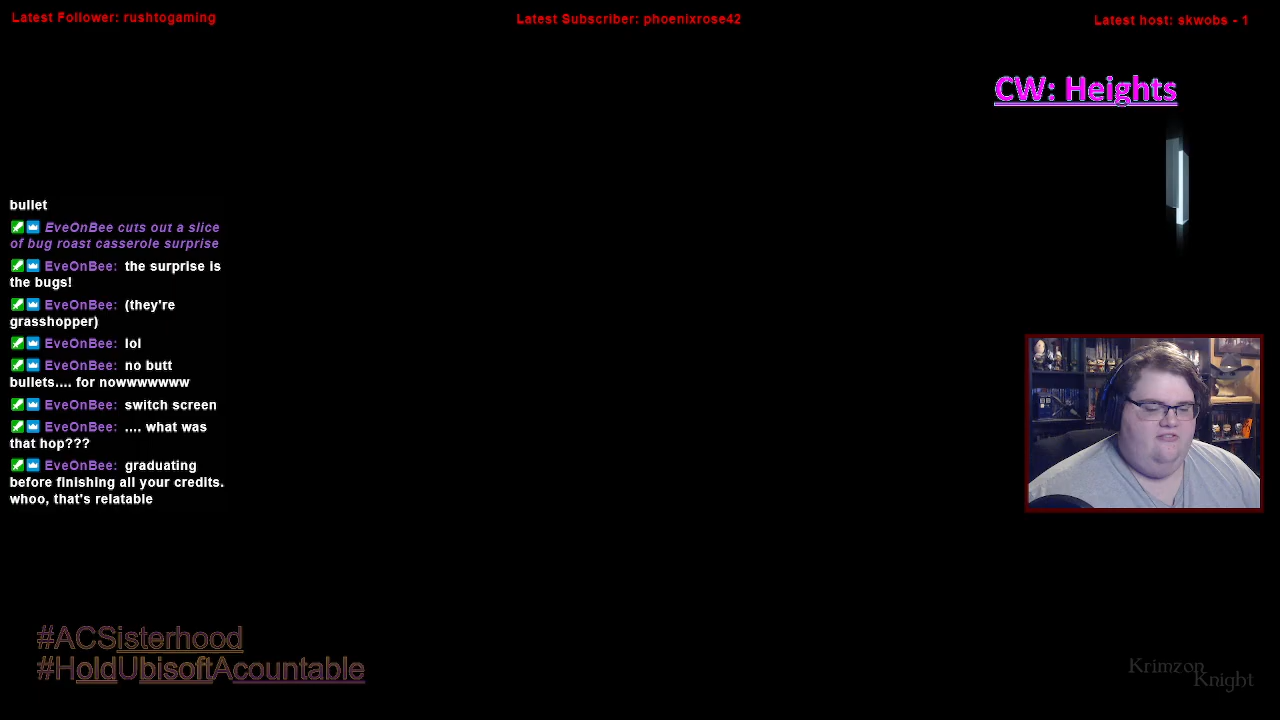 Latest Follower: rushtogaming
Latest Subscriber: phoenixrose42
Latest host: skwobs - 1
CW: Heights
bullet
EveOnBee cuts out a slice
of bug roast casserole surprise
EveOnBee: the surprise is
the bugs!
EveOnBee: (they're
grasshopper)
EveOnBee: lol
EveOnBee: no butt
bullets.... for nowwwwwww
EveOnBee: switch screen
EveOnBee: .... what was
that hop???
EveOnBee: graduating
before finishing all your credits.
whoo, that's relatable
#ACSisterhood
#HoldUbisoftAcountable
Krimzon
Knight